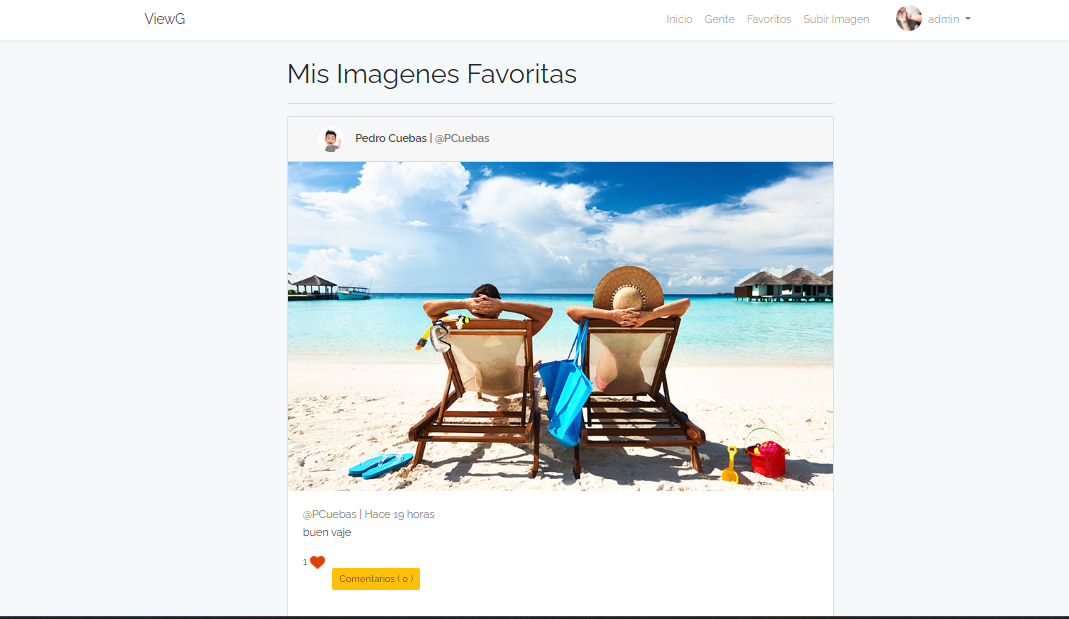 ViewG
Inicio Gente Favoritos Subir Imagen admin
Mis Imagenes Favoritas
Pedro Cuebas | @PCuebas
@PCuebas | Hace 19 horas
buen vaje
1
Comentarios ( 0 )